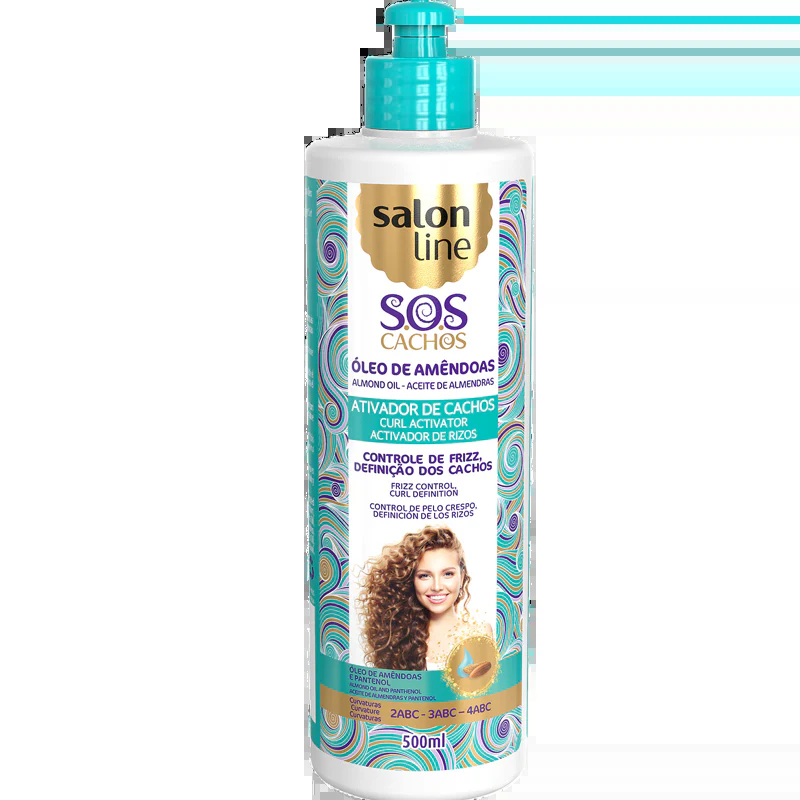 salon
line
S.O.S
CACHOS
ÓLEO DE AMÊNDOAS
ALMOND OIL - ACEITE DE ALMENDRAS
ATIVADOR DE CACHOS
CURL ACTIVATOR
ACTIVADOR DE RIZOS
CONTROLE DE FRIZZ,
DEFINIÇÃO DOS CACHOS
FRIZZ CONTROL,
CURL DEFINITION
CONTROL DE PELO CRESPO,
DEFINICIÓN DE LOS RIZOS
ÓLEO DE AMÊNDOAS
E PANTENOL
ALMOND OIL AND PANTHENOL
ACEITE DE ALMENDRAS Y PANTENOL
Curvaturas
Curvature
Curvaturas
2ABC - 3ABC – 4ABC
500ml